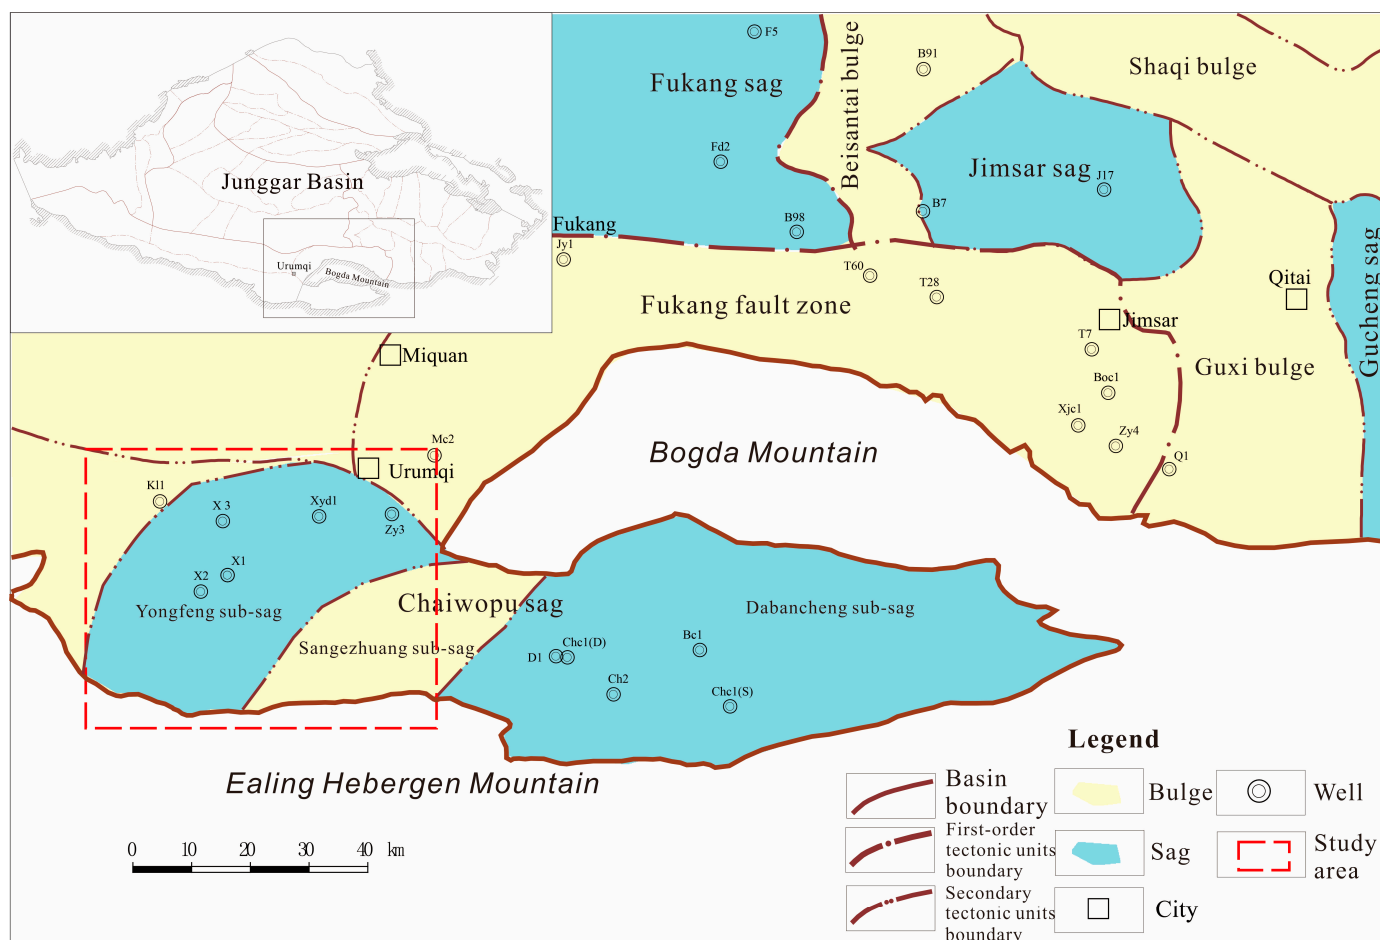 Junggar Basin
Urumqi
Bogda Mountain
F5
Fukang sag
Fd2
B98
Beisantai bulge
B91
Shaqi bulge
Jimsar sag
J17
B7
Fukang
Jy1
T60
T28
Fukang fault zone
Qitai
Gucheng sag
Jimsar
T7
Guxi bulge
Boc1
Xjc1
Zy4
Q1
Miquan
Mc2
Urumqi
Bogda Mountain
Kl1
X 3
Xyd1
Zy3
X2
X1
Yongfeng sub-sag
Chaiwopu sag
Sangezhuang sub-sag
Dabancheng sub-sag
D1
Chc1(D)
Bc1
Ch2
Chc1(S)
Ealing Hebergen Mountain
0 10 20 30 40 km
Legend
Basin
boundary
First-order
tectonic units
boundary
Secondary
tectonic units
boundary
Bulge
Sag
City
Well
Study
area